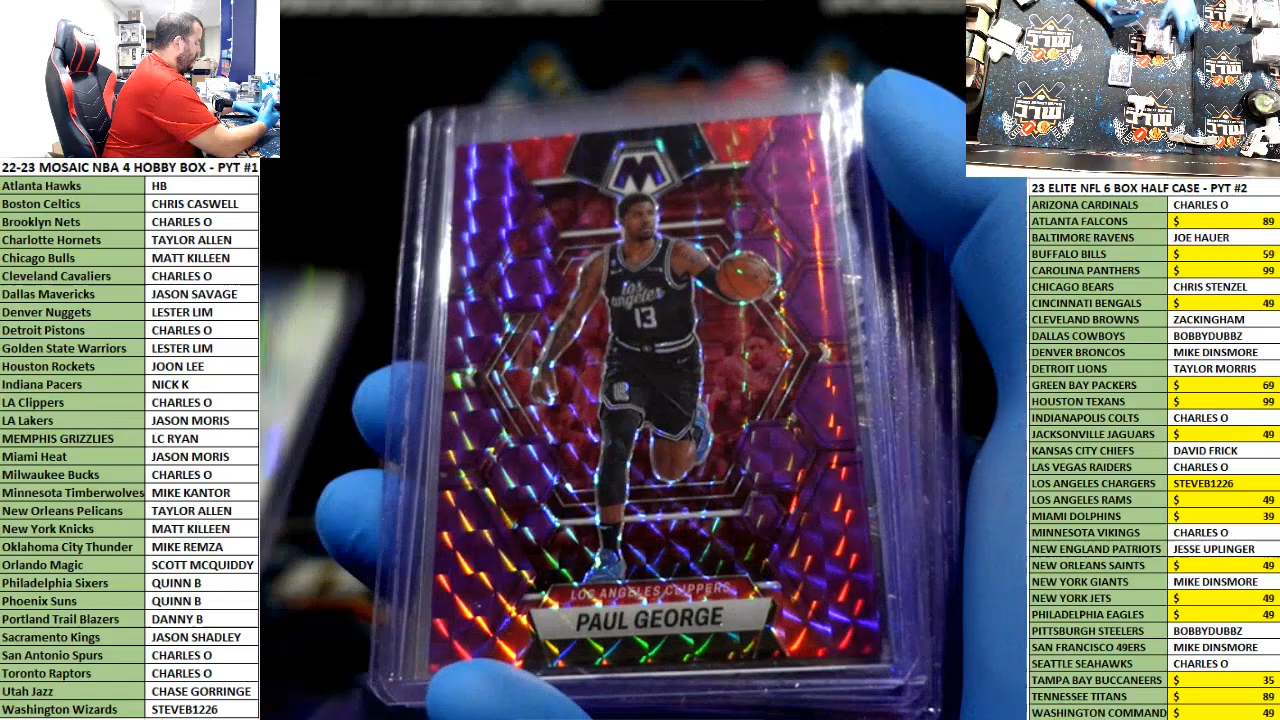 22-23 MOSAIC NBA 4 HOBBY BOX - PYT #1
Atlanta Hawks HB
Boston Celtics CHRIS CASWELL
Brooklyn Nets CHARLES O
Charlotte Hornets TAYLOR ALLEN
Chicago Bulls MATT KILLEEN
Cleveland Cavaliers CHARLES O
Dallas Mavericks JASON SAVAGE
Denver Nuggets LESTER LIM
Detroit Pistons CHARLES O
Golden State Warriors LESTER LIM
Houston Rockets JOON LEE
Indiana Pacers NICK K
LA Clippers CHARLES O
LA Lakers JASON MORIS
MEMPHIS GRIZZLIES LC RYAN
Miami Heat JASON MORIS
Milwaukee Bucks CHARLES O
Minnesota Timberwolves MIKE KANTOR
New Orleans Pelicans TAYLOR ALLEN
New York Knicks MATT KILLEEN
Oklahoma City Thunder MIKE REMZA
Orlando Magic SCOTT MCQUIDDY
Philadelphia Sixers QUINN B
Phoenix Suns QUINN B
Portland Trail Blazers DANNY B
Sacramento Kings JASON SHADLEY
San Antonio Spurs CHARLES O
Toronto Raptors CHARLES O
Utah Jazz CHASE GORRINGE
Washington Wizards STEVEB1226
M
los angeles
13
LOS ANGELES CLIPPERS
PAUL GEORGE
23 ELITE NFL 6 BOX HALF CASE - PYT #2
ARIZONA CARDINALS CHARLES O
ATLANTA FALCONS $ 89
BALTIMORE RAVENS JOE HAUER
BUFFALO BILLS $ 59
CAROLINA PANTHERS $ 99
CHICAGO BEARS CHRIS STENZEL
CINCINNATI BENGALS $ 49
CLEVELAND BROWNS ZACKINGHAM
DALLAS COWBOYS BOBBYDUBBZ
DENVER BRONCOS MIKE DINSMORE
DETROIT LIONS TAYLOR MORRIS
GREEN BAY PACKERS $ 69
HOUSTON TEXANS $ 99
INDIANAPOLIS COLTS CHARLES O
JACKSONVILLE JAGUARS $ 49
KANSAS CITY CHIEFS DAVID FRICK
LAS VEGAS RAIDERS CHARLES O
LOS ANGELES CHARGERS STEVEB1226
LOS ANGELES RAMS $ 49
MIAMI DOLPHINS $ 39
MINNESOTA VIKINGS CHARLES O
NEW ENGLAND PATRIOTS JESSE UPLINGER
NEW ORLEANS SAINTS $ 49
NEW YORK GIANTS MIKE DINSMORE
NEW YORK JETS $ 49
PHILADELPHIA EAGLES $ 49
PITTSBURGH STEELERS BOBBYDUBBZ
SAN FRANCISCO 49ERS MIKE DINSMORE
SEATTLE SEAHAWKS CHARLES O
TAMPA BAY BUCCANEERS $ 35
TENNESSEE TITANS $ 89
WASHINGTON COMMAND $ 49